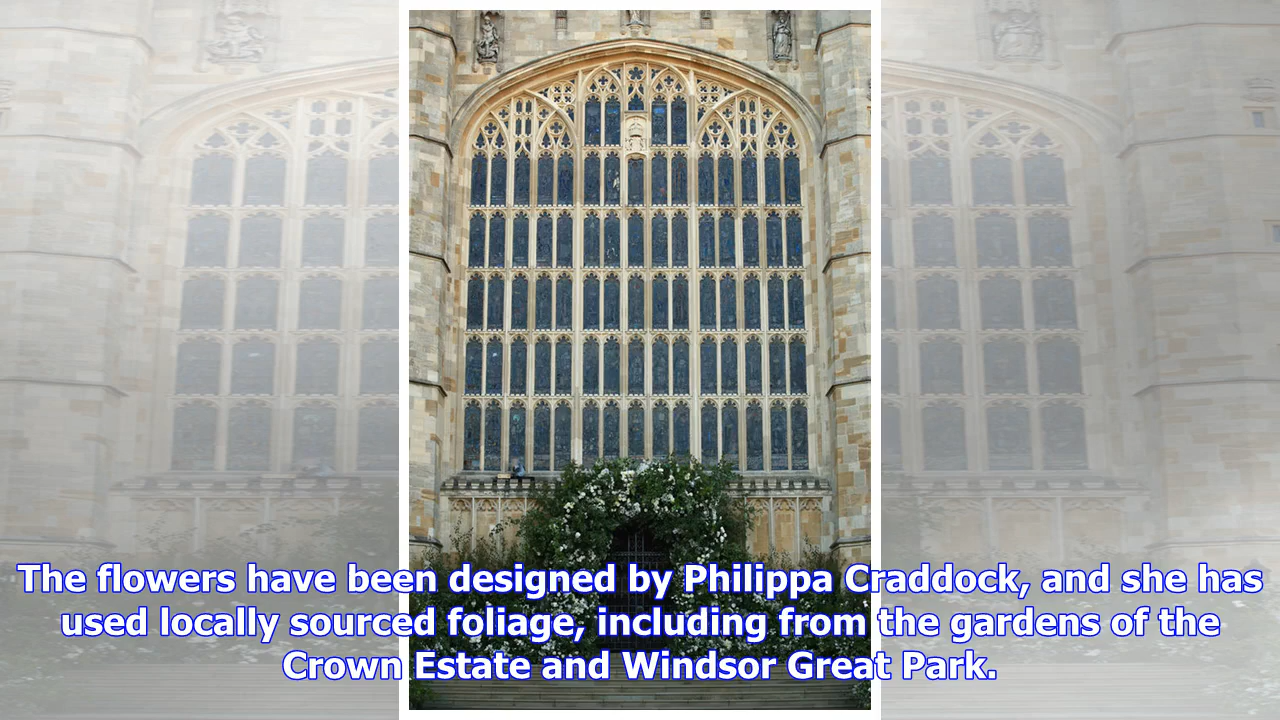 The flowers have been designed by Philippa Craddock, and she has
used locally sourced foliage, including from the gardens of the
Crown Estate and Windsor Great Park.